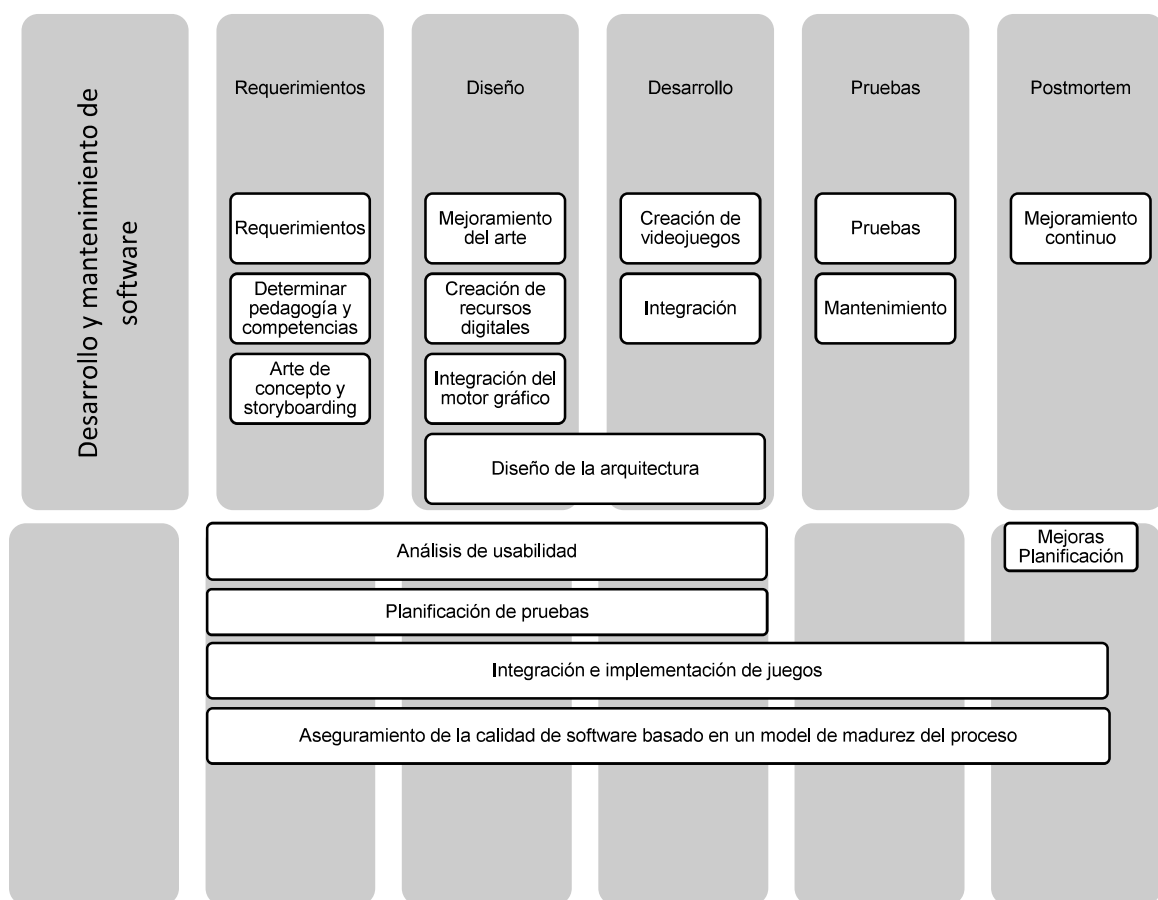 Desarrollo y mantenimiento de
software
Requerimientos
Diseño
Desarrollo
Pruebas
Postmortem
Requerimientos
Determinar
pedagogía y
competencias
Arte de
concepto y
storyboarding
Mejoramiento
del arte
Creación de
recursos
digitales
Integración del
motor gráfico
Creación de
videojuegos
Integración
Diseño de la arquitectura
Pruebas
Mantenimiento
Mejoramiento
continuo
Análisis de usabilidad
Mejoras
Planificación
Planificación de pruebas
Integración e implementación de juegos
Aseguramiento de la calidad de software basado en un model de madurez del proceso